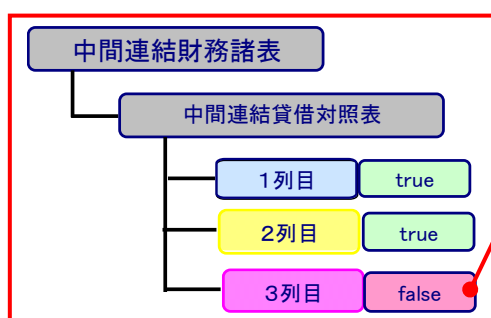 中間連結財務諸表
中間連結貸借対照表
1列目 true
2列目 true
3列目 false